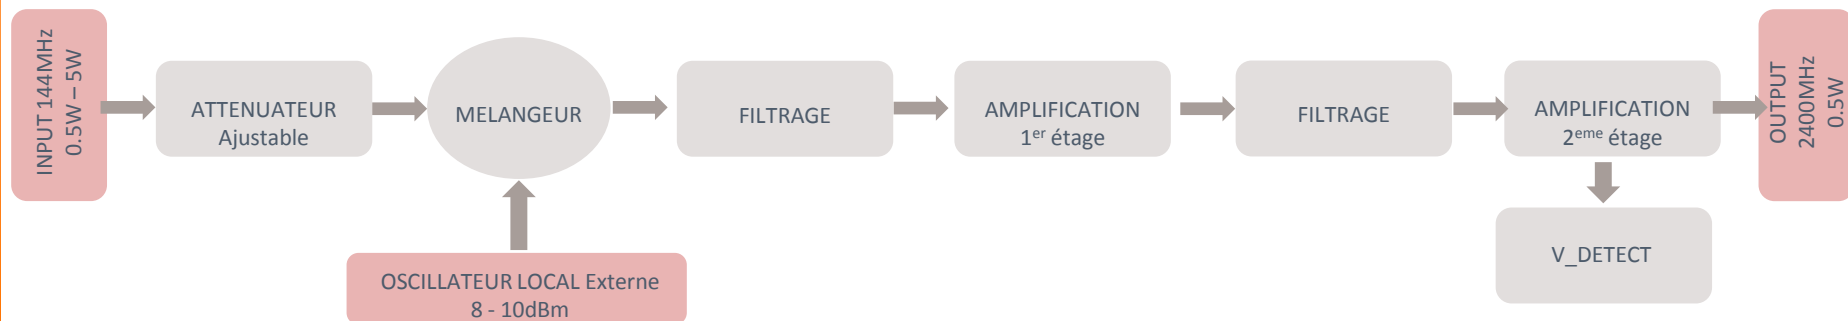 INPUT 144MHz
0.5W – 5W
ATTENUATEUR
Ajustable
MELANGEUR
FILTRAGE
AMPLIFICATION
1er étage
FILTRAGE
AMPLIFICATION
2eme étage
OUTPUT
2400MHz
0.5W
V_DETECT
OSCILLATEUR LOCAL Externe
8 - 10dBm